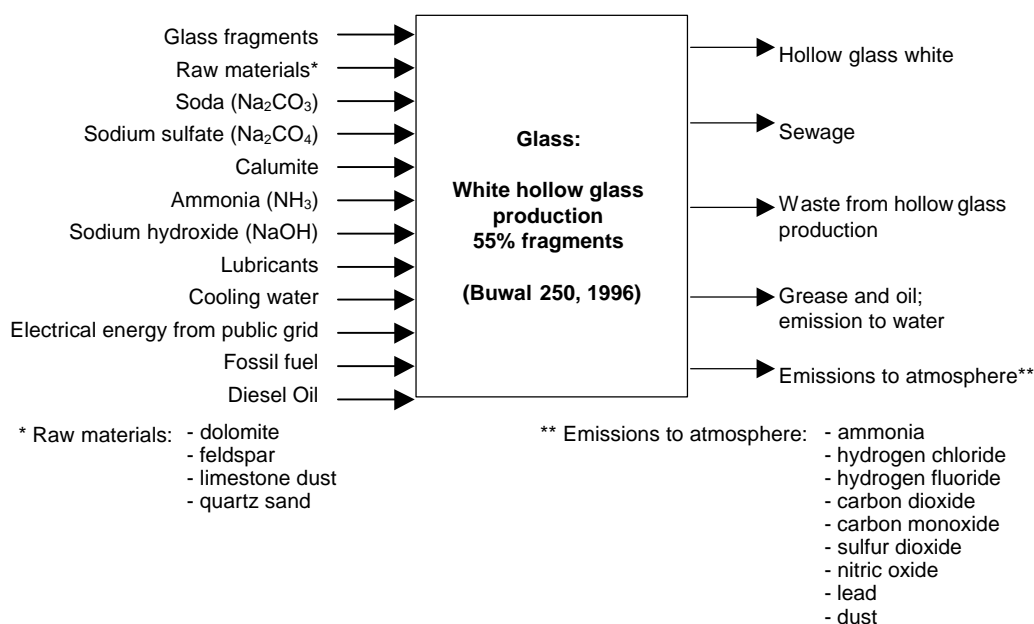 Glass fragments
Raw materials*
Soda (Na₂CO₃)
Sodium sulfate (Na₂CO₄)
Calumite
Ammonia (NH₃)
Sodium hydroxide (NaOH)
Lubricants
Cooling water
Electrical energy from public grid
Fossil fuel
Diesel Oil
Glass:
White hollow glass
production
55% fragments
(Buwal 250, 1996)
Hollow glass white
Sewage
Waste from hollow glass
production
Grease and oil;
emission to water
Emissions to atmosphere**
* Raw materials: - dolomite
- feldspar
- limestone dust
- quartz sand
** Emissions to atmosphere: - ammonia
- hydrogen chloride
- hydrogen fluoride
- carbon dioxide
- carbon monoxide
- sulfur dioxide
- nitric oxide
- lead
- dust